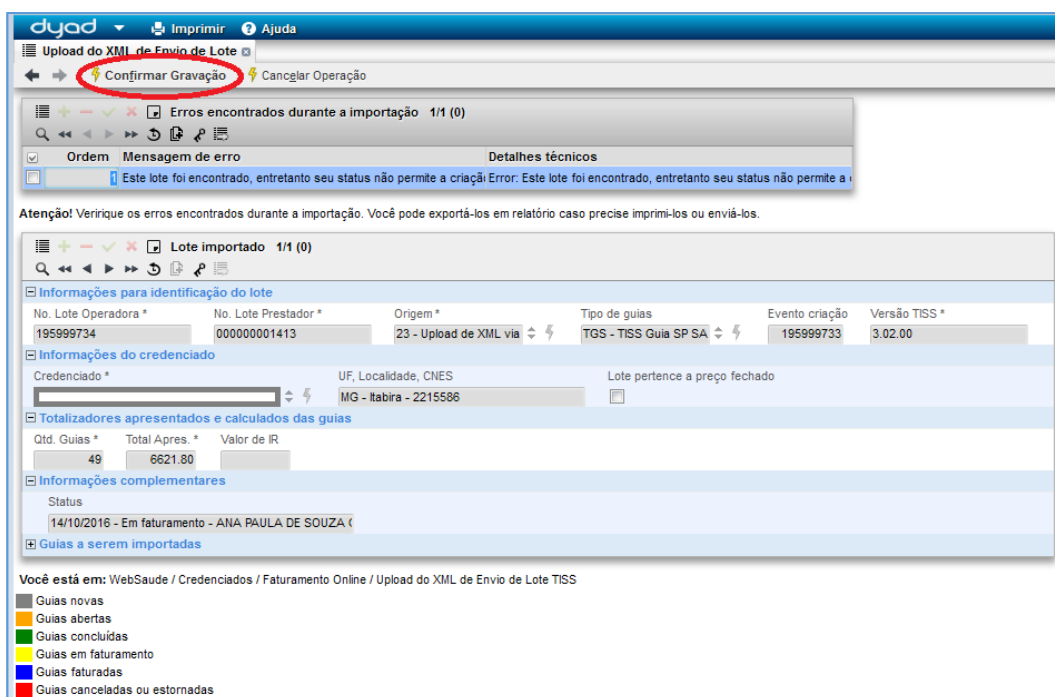 dyad Imprimir Ajuda
Upload do XML de Envio de Lote
Confirmar Gravação Cancelar Operação
Erros encontrados durante a importação 1/1 (0)
Ordem Mensagem de erro Detalhes técnicos
1 Este lote foi encontrado, entretanto seu status não permite a criaçã Error: Este lote foi encontrado, entretanto seu status não permite a
Atenção! Veririque os erros encontrados durante a importação. Você pode exportá-los em relatório caso precise imprimi-los ou enviá-los.
Lote importado 1/1 (0)
Informações para identificação do lote
No. Lote Operadora * No. Lote Prestador * Origem * Tipo de guias Evento criação Versão TISS *
195999734 000000001413 23 - Upload de XML via TGS - TISS Guia SP SA 195999733 3.02.00
Informações do credenciado
Credenciado * UF, Localidade, CNES Lote pertence a preço fechado
MG - Itabira - 2215586
Totalizadores apresentados e calculados das guias
Qtd. Guias * Total Apres. * Valor de IR
49 6621.80
Informações complementares
Status
14/10/2016 - Em faturamento - ANA PAULA DE SOUZA
Guias a serem importadas
Você está em: WebSaude / Credenciados / Faturamento Online / Upload do XML de Envio de Lote TISS
Guias novas
Guias abertas
Guias concluídas
Guias em faturamento
Guias faturadas
Guias canceladas ou estornadas